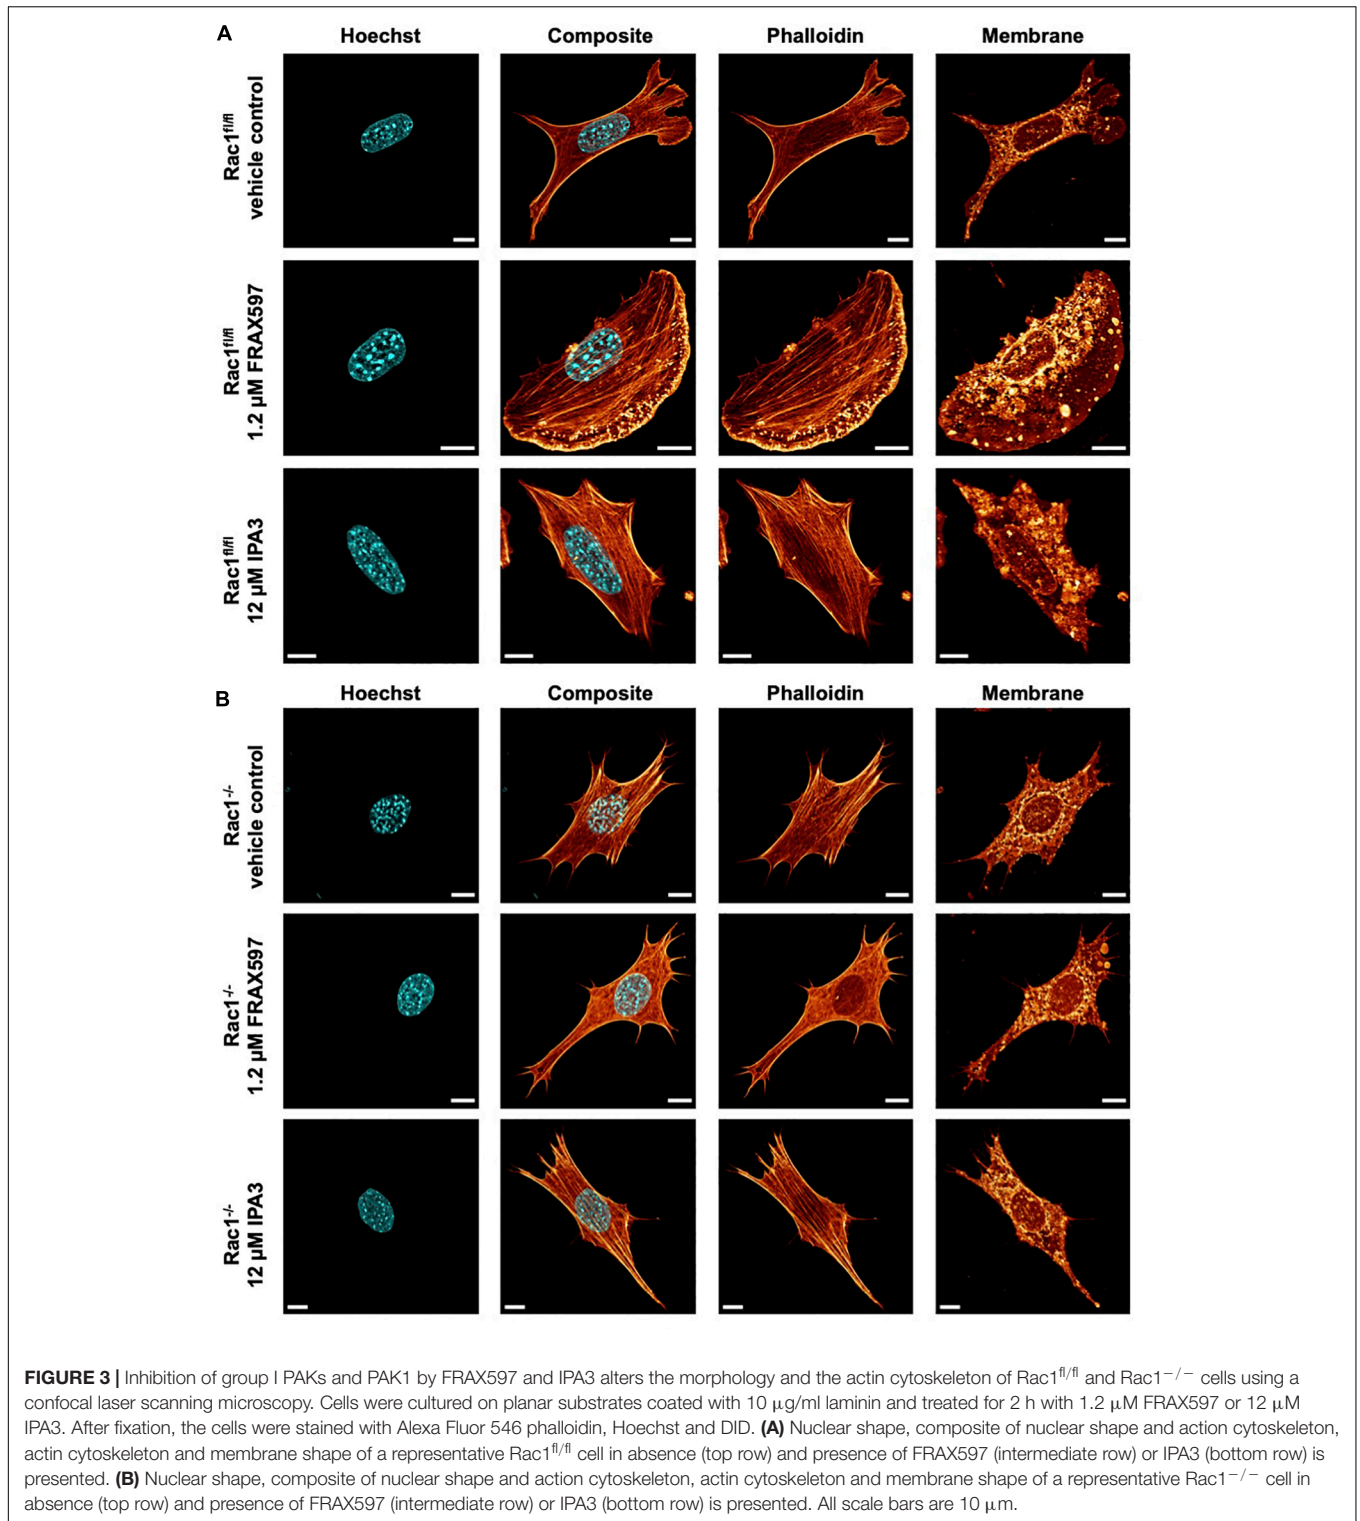 A
Hoechst Composite Phalloidin Membrane
Rac1fl/fl
vehicle control
Rac1fl/fl
1.2 µM FRAX597
Rac1fl/fl
12 µM IPA3
B
Hoechst Composite Phalloidin Membrane
Rac1-/-
vehicle control
Rac1-/-
1.2 µM FRAX597
Rac1-/-
12 µM IPA3
FIGURE 3 | Inhibition of group I PAKs and PAK1 by FRAX597 and IPA3 alters the morphology and the actin cytoskeleton of Rac1fl/fl and Rac1−/− cells using a
confocal laser scanning microscopy. Cells were cultured on planar substrates coated with 10 µg/ml laminin and treated for 2 h with 1.2 µM FRAX597 or 12 µM
IPA3. After fixation, the cells were stained with Alexa Fluor 546 phalloidin, Hoechst and DID. (A) Nuclear shape, composite of nuclear shape and action cytoskeleton,
actin cytoskeleton and membrane shape of a representative Rac1fl/fl cell in absence (top row) and presence of FRAX597 (intermediate row) or IPA3 (bottom row) is
presented. (B) Nuclear shape, composite of nuclear shape and action cytoskeleton, actin cytoskeleton and membrane shape of a representative Rac1−/− cell in
absence (top row) and presence of FRAX597 (intermediate row) or IPA3 (bottom row) is presented. All scale bars are 10 µm.